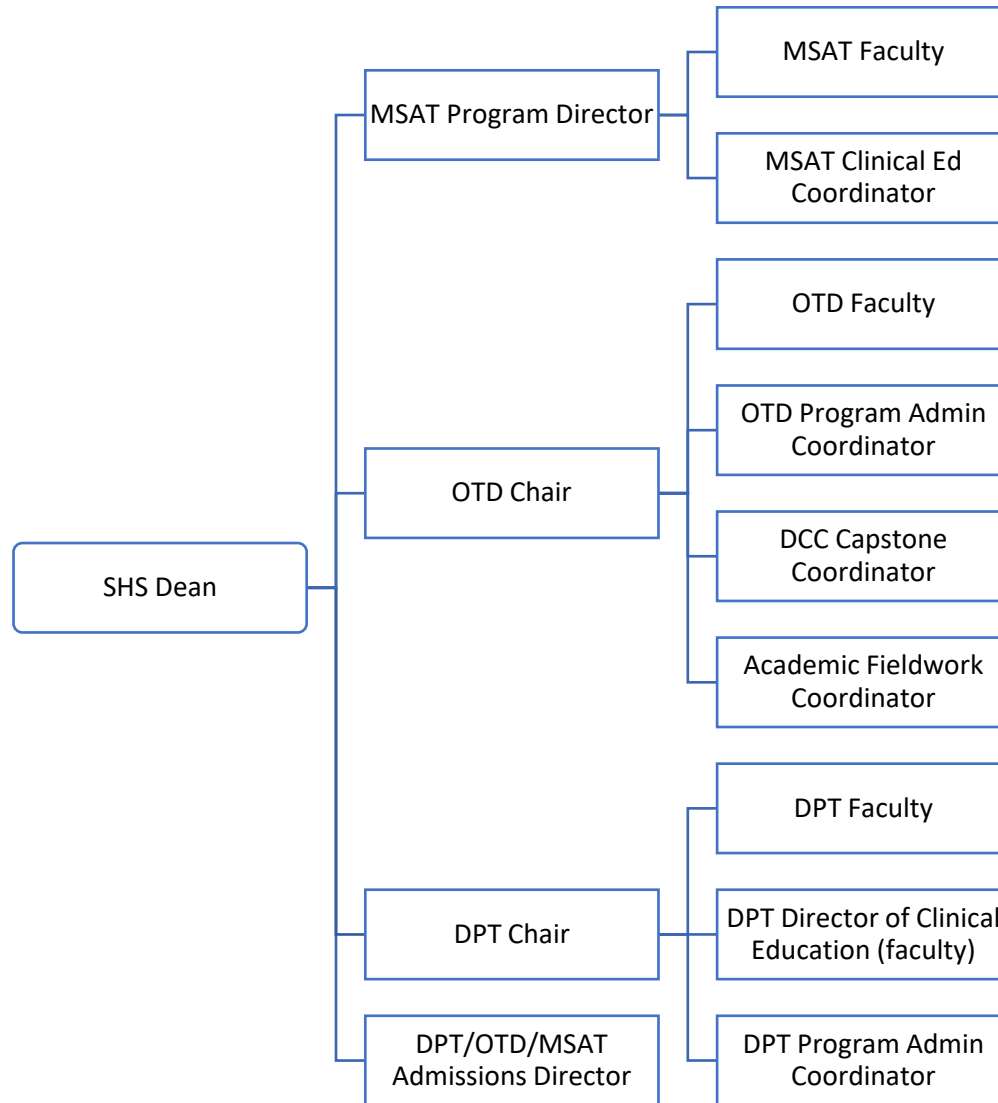 MSAT Faculty
MSAT Program Director
MSAT Clinical Ed
Coordinator
OTD Faculty
OTD Program Admin
Coordinator
OTD Chair
DCC Capstone
Coordinator
SHS Dean
Academic Fieldwork
Coordinator
DPT Faculty
DPT Chair
DPT Director of Clinical
Education (faculty)
DPT/OTD/MSAT
Admissions Director
DPT Program Admin
Coordinator